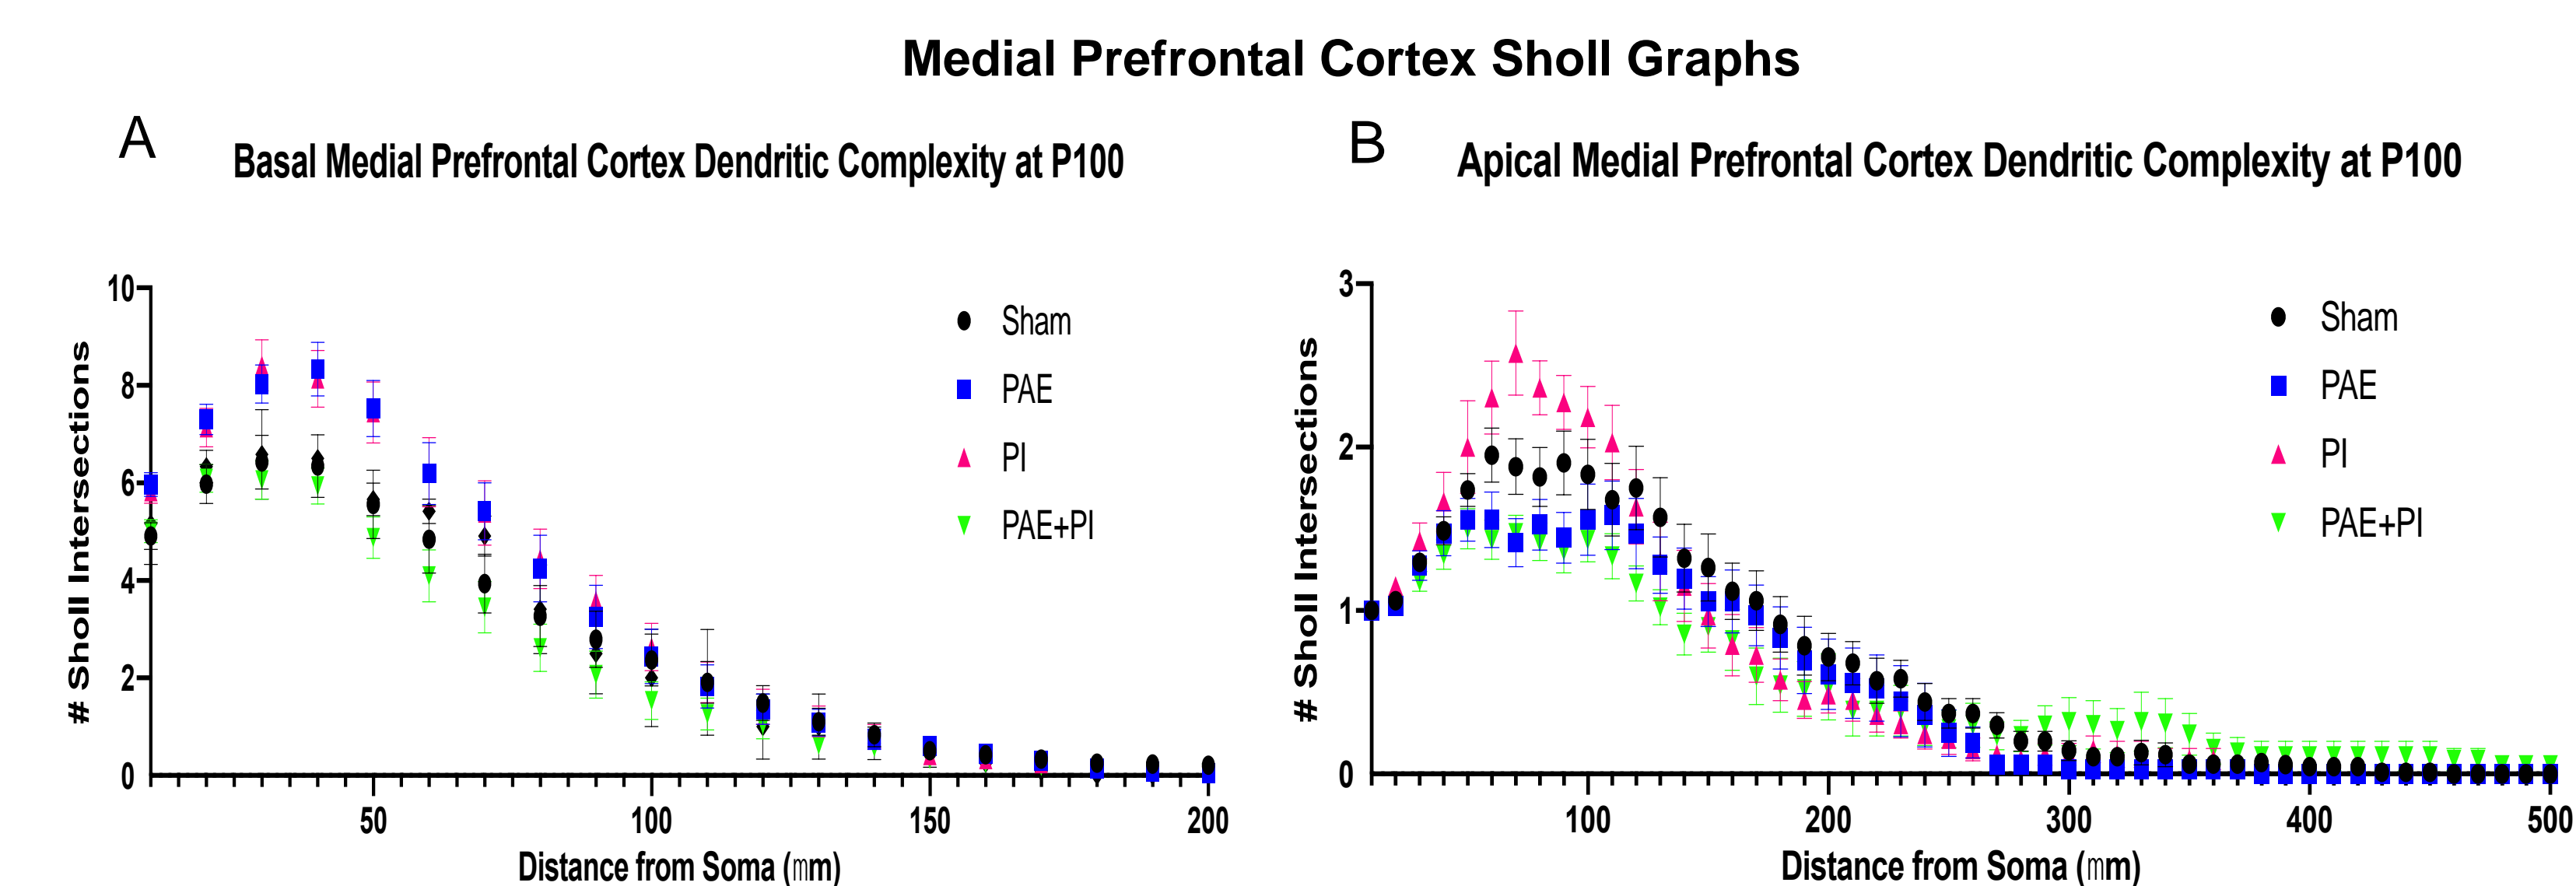 Medial Prefrontal Cortex Sholl Graphs
A
Basal Medial Prefrontal Cortex Dendritic Complexity at P100
# Sholl Intersections
10
8
6
4
2
0
50
100
150
200
Distance from Soma (mm)
Sham
PAE
PI
PAE+PI
B
Apical Medial Prefrontal Cortex Dendritic Complexity at P100
# Sholl Intersections
3
2
1
0
100
200
300
400
500
Distance from Soma (mm)
Sham
PAE
PI
PAE+PI